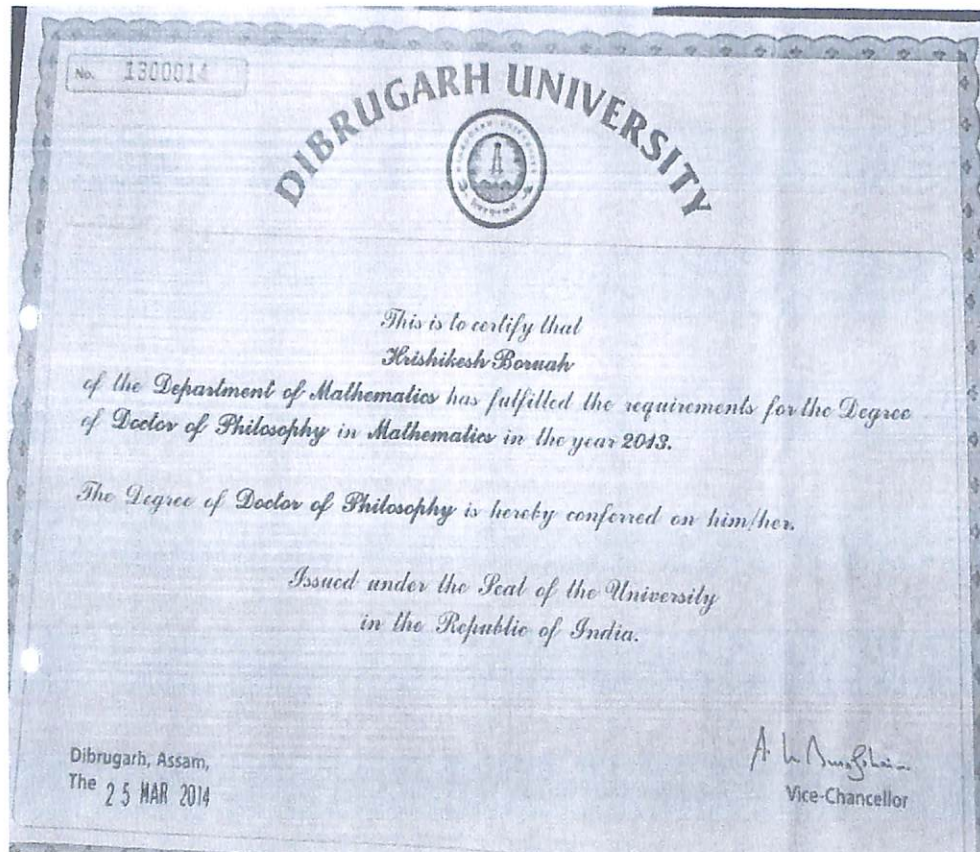 No. 1300014
DIBRUGARH UNIVERSITY
This is to certify that
Hrishikesh Boruah
of the Department of Mathematics has fulfilled the requirements for the Degree
of Doctor of Philosophy in Mathematics in the year 2013.
The Degree of Doctor of Philosophy is hereby conferred on him/her.
Issued under the Seal of the University
in the Republic of India.
Dibrugarh, Assam,
The 25 MAR 2014
Vice-Chancellor